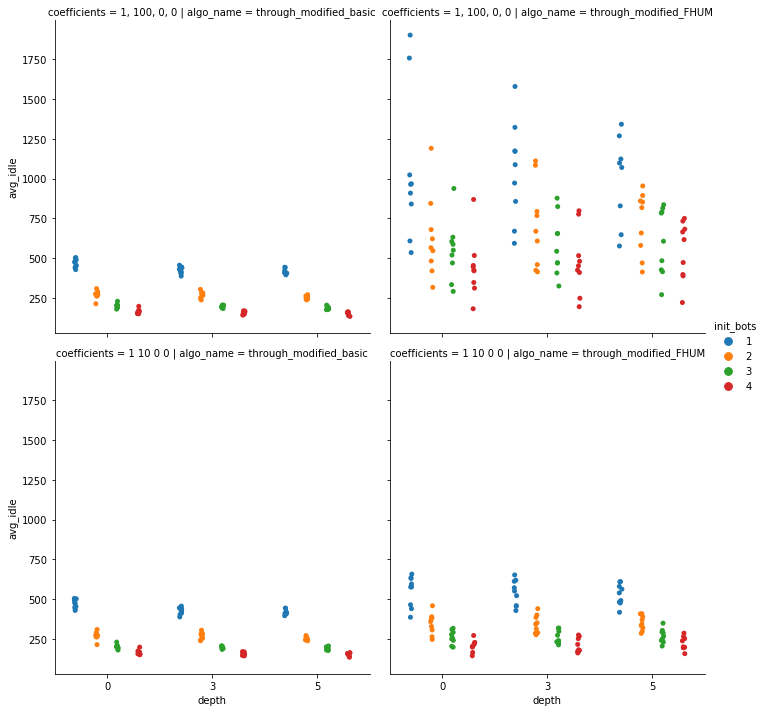 coefficients = 1, 100, 0, 0 | algo_name = through_modified_basic
coefficients = 1, 100, 0, 0 | algo_name = through_modified_FHUM
1750
1500
1250
1000
750
500
250
avg_idle
init_bots
1
2
3
4
coefficients = 1 10 0 0 | algo_name = through_modified_basic
coefficients = 1 10 0 0 | algo_name = through_modified_FHUM
1750
1500
1250
1000
750
500
250
avg_idle
0 3 5
depth
0 3 5
depth